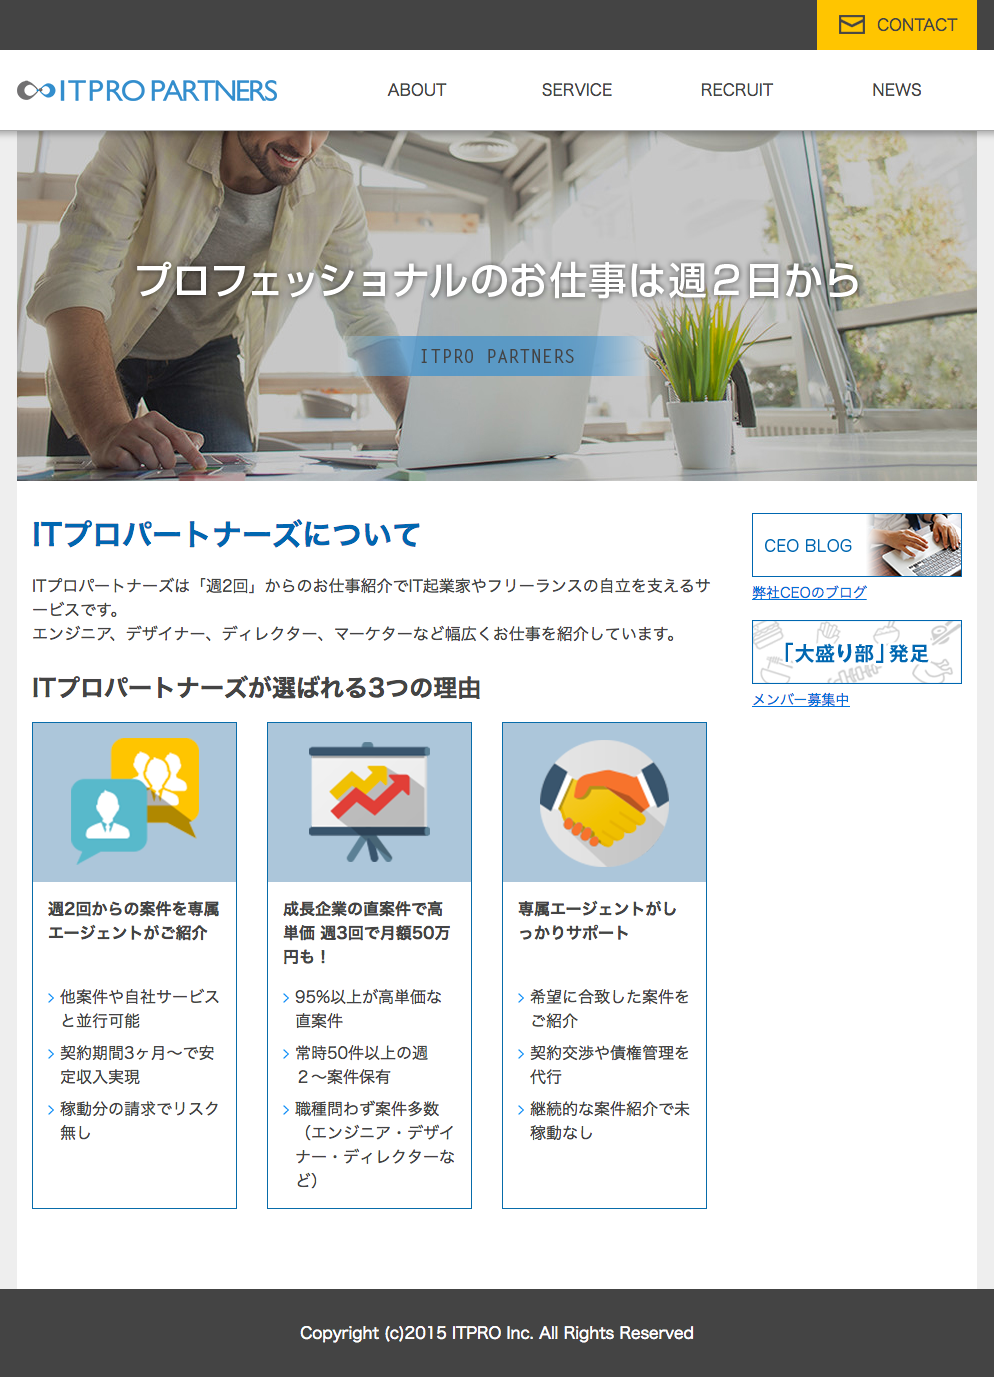 CONTACT
ITPRO PARTNERS
ABOUT
SERVICE
RECRUIT
NEWS
プロフェッショナルのお仕事は週２日から
ITPRO PARTNERS
ITプロパートナーズについて
ITプロパートナーズは「週2回」からのお仕事紹介でIT起業家やフリーランスの自立を支えるサ
ービスです。
エンジニア、デザイナー、ディレクター、マーケターなど幅広くお仕事を紹介しています。
ITプロパートナーズが選ばれる3つの理由
週2回からの案件を専属
エージェントがご紹介
他案件や自社サービス
と並行可能
契約期間3ヶ月〜で安
定収入実現
稼動分の請求でリスク
無し
成長企業の直案件で高
単価 週3回で月額50万
円も！
95%以上が高単価な
直案件
常時50件以上の週
２〜案件保有
職種問わず案件多数
（エンジニア・デザイ
ナー・ディレクターな
ど）
専属エージェントがし
っかりサポート
希望に合致した案件を
ご紹介
契約交渉や債権管理を
代行
継続的な案件紹介で未
稼動なし
CEO BLOG
弊社CEOのブログ
「大盛り部」発足
メンバー募集中
Copyright (c)2015 ITPRO Inc. All Rights Reserved